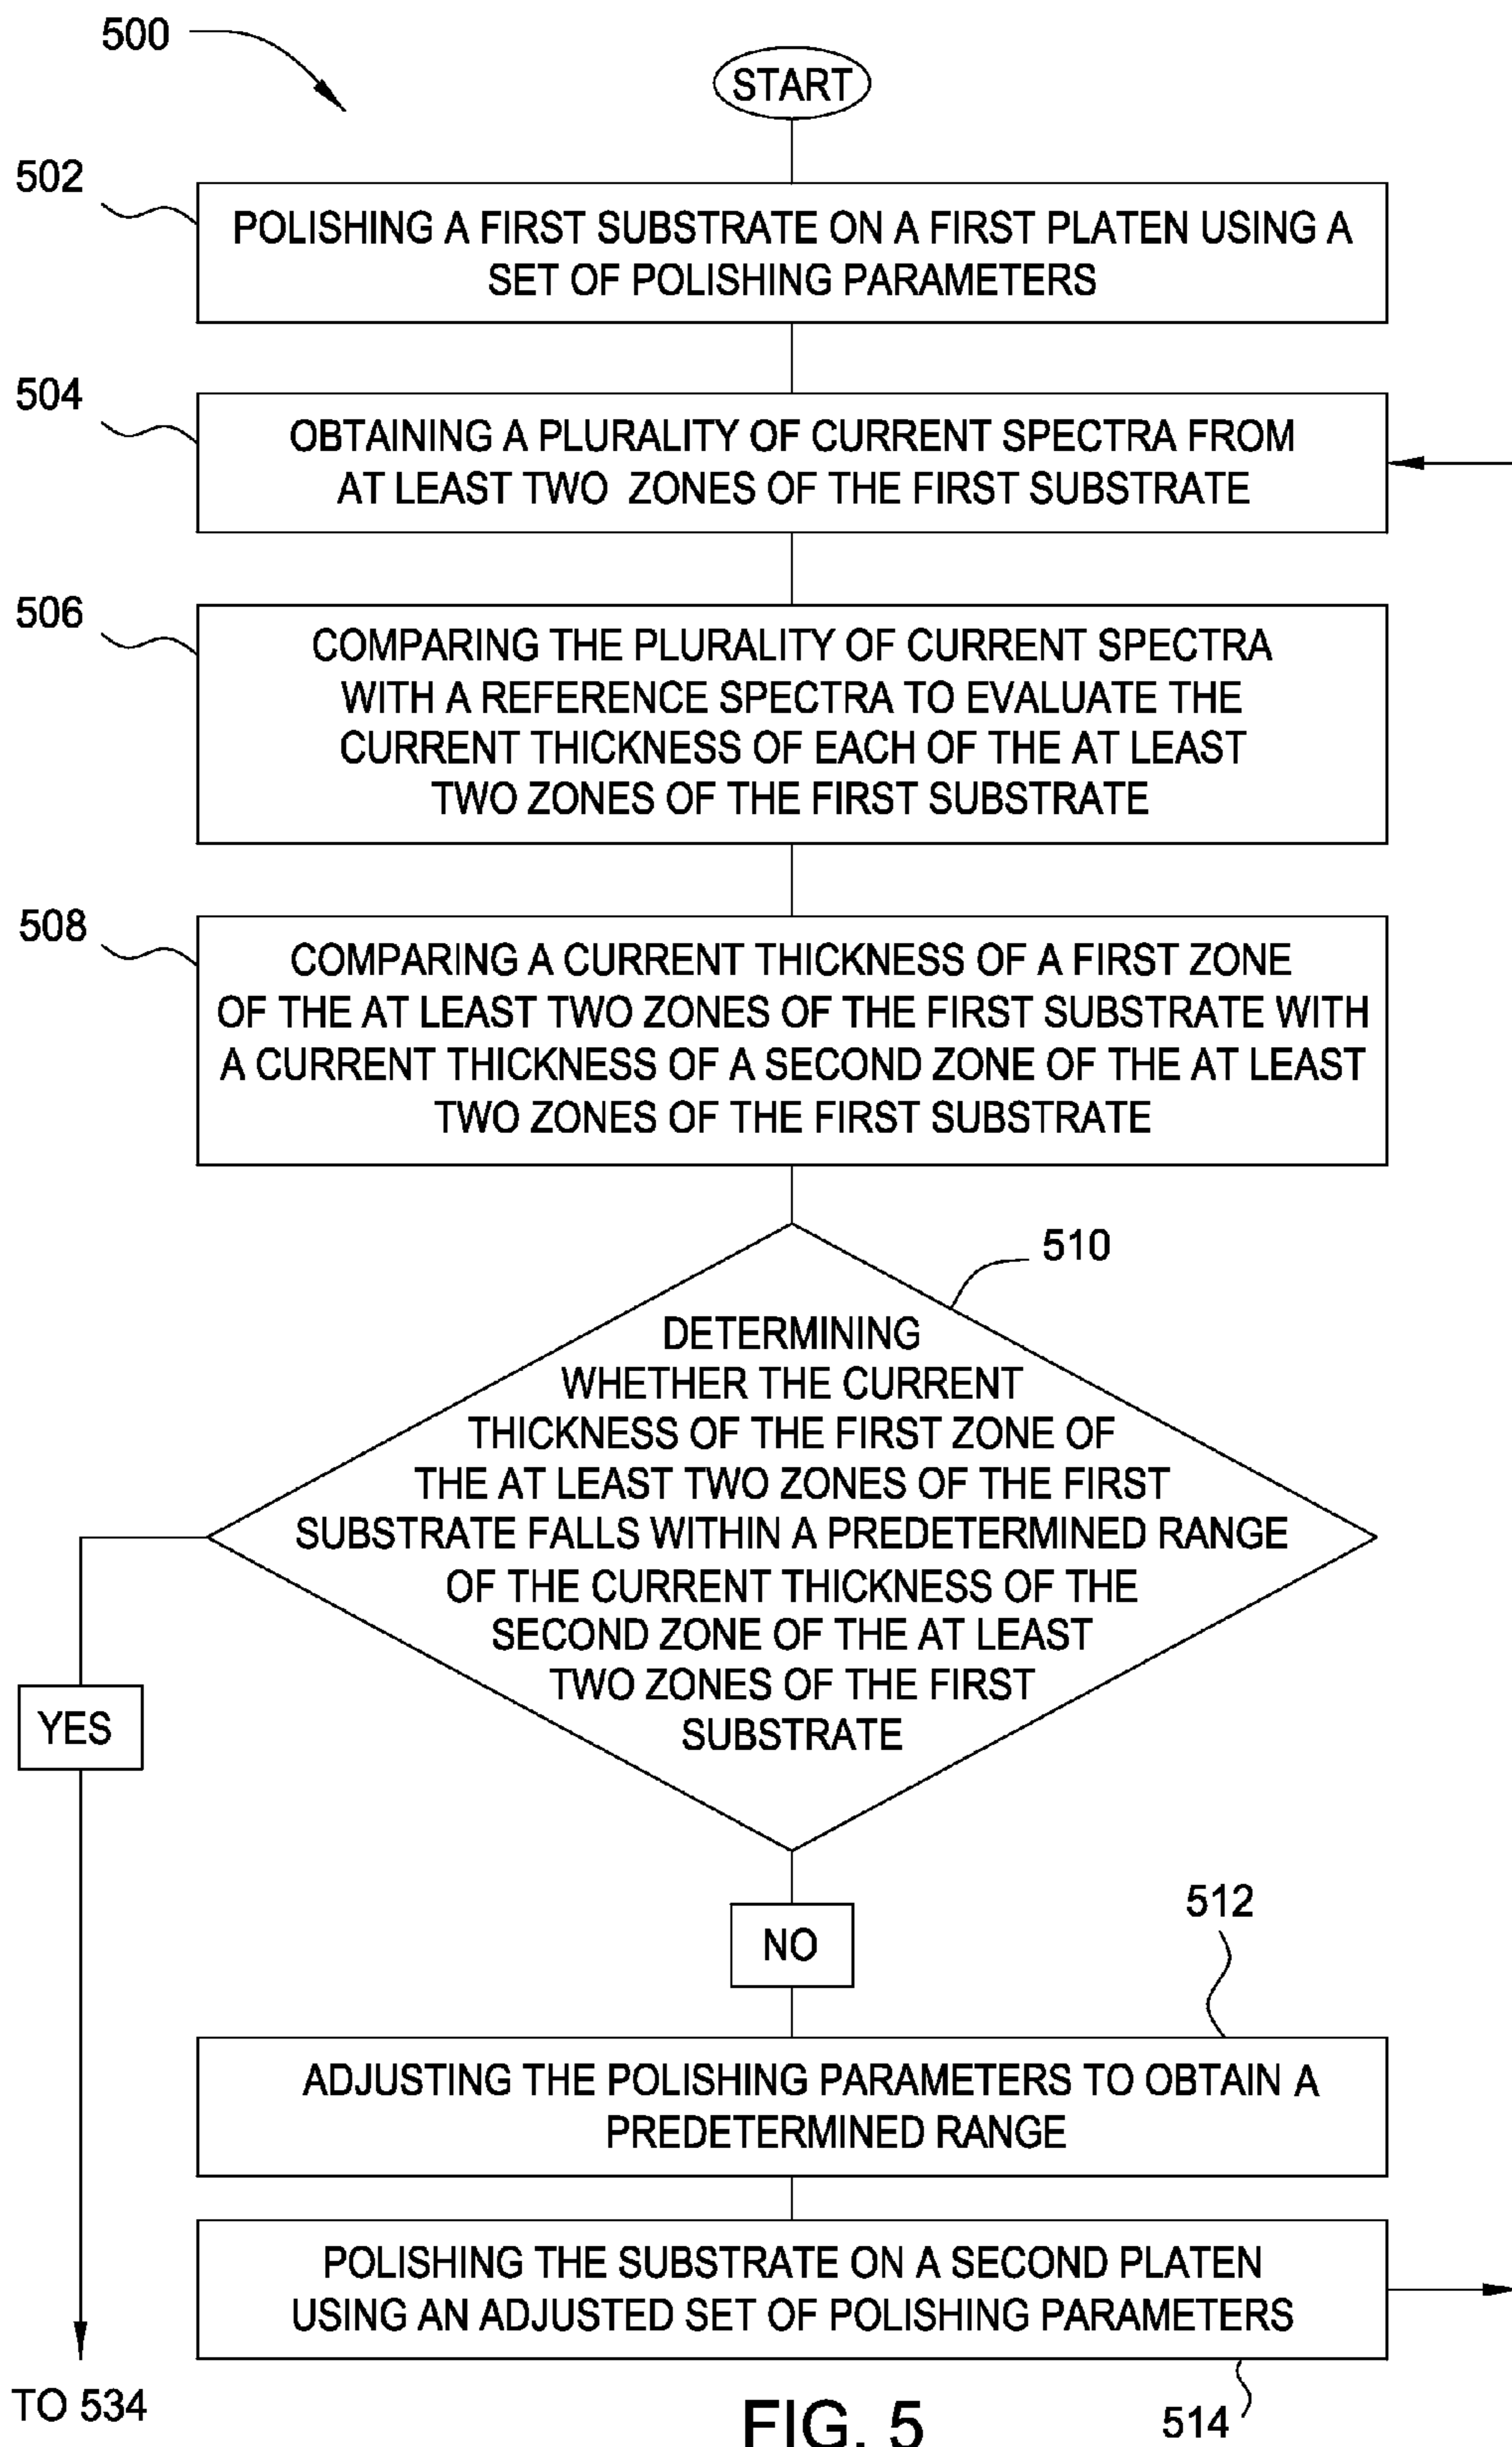 500
START
502
POLISHING A FIRST SUBSTRATE ON A FIRST PLATEN USING A
SET OF POLISHING PARAMETERS
504
OBTAINING A PLURALITY OF CURRENT SPECTRA FROM
AT LEAST TWO ZONES OF THE FIRST SUBSTRATE
506
COMPARING THE PLURALITY OF CURRENT SPECTRA
WITH A REFERENCE SPECTRA TO EVALUATE THE
CURRENT THICKNESS OF EACH OF THE AT LEAST
TWO ZONES OF THE FIRST SUBSTRATE
508
COMPARING A CURRENT THICKNESS OF A FIRST ZONE
OF THE AT LEAST TWO ZONES OF THE FIRST SUBSTRATE WITH
A CURRENT THICKNESS OF A SECOND ZONE OF THE AT LEAST
TWO ZONES OF THE FIRST SUBSTRATE
510
DETERMINING
WHETHER THE CURRENT
THICKNESS OF THE FIRST ZONE OF
THE AT LEAST TWO ZONES OF THE FIRST
SUBSTRATE FALLS WITHIN A PREDETERMINED RANGE
OF THE CURRENT THICKNESS OF THE
SECOND ZONE OF THE AT LEAST
TWO ZONES OF THE FIRST
SUBSTRATE
YES
NO
512
ADJUSTING THE POLISHING PARAMETERS TO OBTAIN A
PREDETERMINED RANGE
POLISHING THE SUBSTRATE ON A SECOND PLATEN
USING AN ADJUSTED SET OF POLISHING PARAMETERS
TO 534
514
FIG. 5